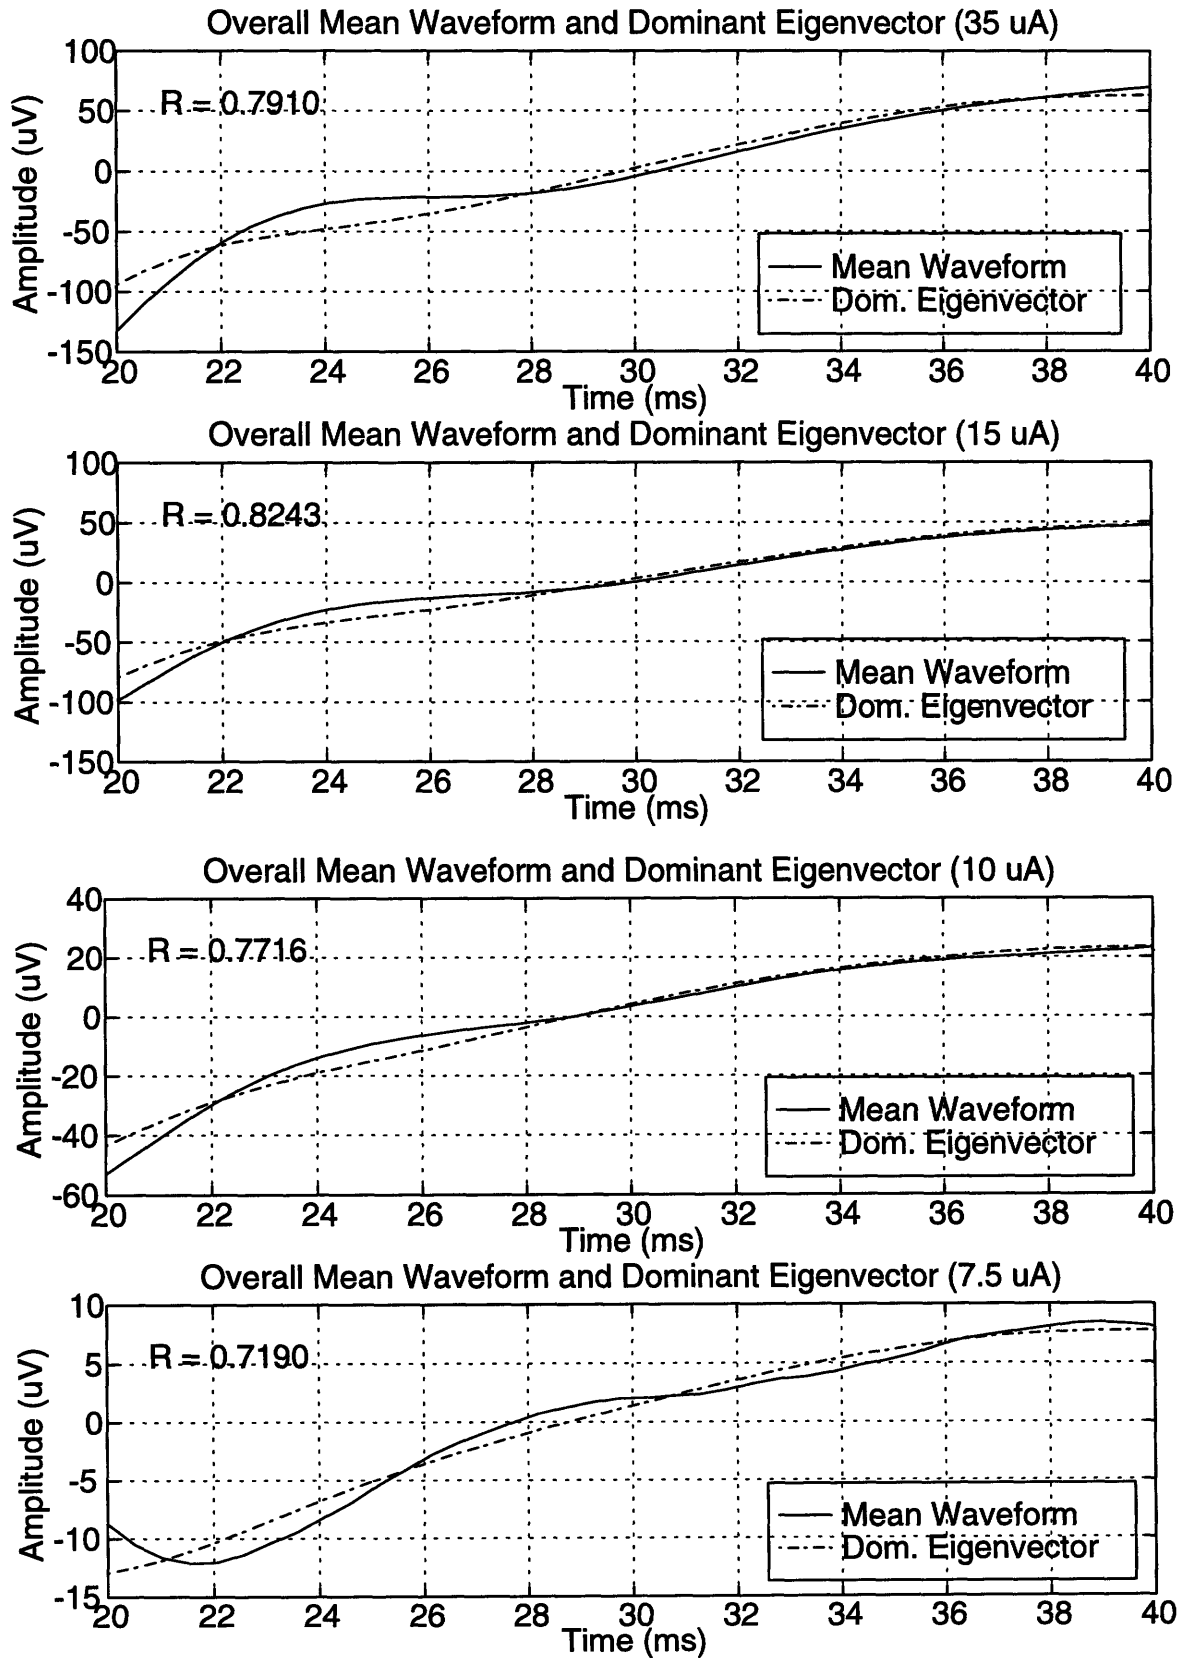 Overall Mean Waveform and Dominant Eigenvector (35 uA)
100
50
0
-50
-100
-150
Amplitude (uV)
R = 0.7910
Mean Waveform
Dom. Eigenvector
20 22 24 26 28 30 32 34 36 38 40
Time (ms)
Overall Mean Waveform and Dominant Eigenvector (15 uA)
100
50
0
-50
-100
-150
Amplitude (uV)
R = 0.8243
Mean Waveform
Dom. Eigenvector
20 22 24 26 28 30 32 34 36 38 40
Time (ms)
Overall Mean Waveform and Dominant Eigenvector (10 uA)
40
20
0
-20
-40
-60
Amplitude (uV)
R = 0.7716
Mean Waveform
Dom. Eigenvector
20 22 24 26 28 30 32 34 36 38 40
Time (ms)
Overall Mean Waveform and Dominant Eigenvector (7.5 uA)
10
5
0
-5
-10
-15
Amplitude (uV)
R = 0.7190
Mean Waveform
Dom. Eigenvector
20 22 24 26 28 30 32 34 36 38 40
Time (ms)